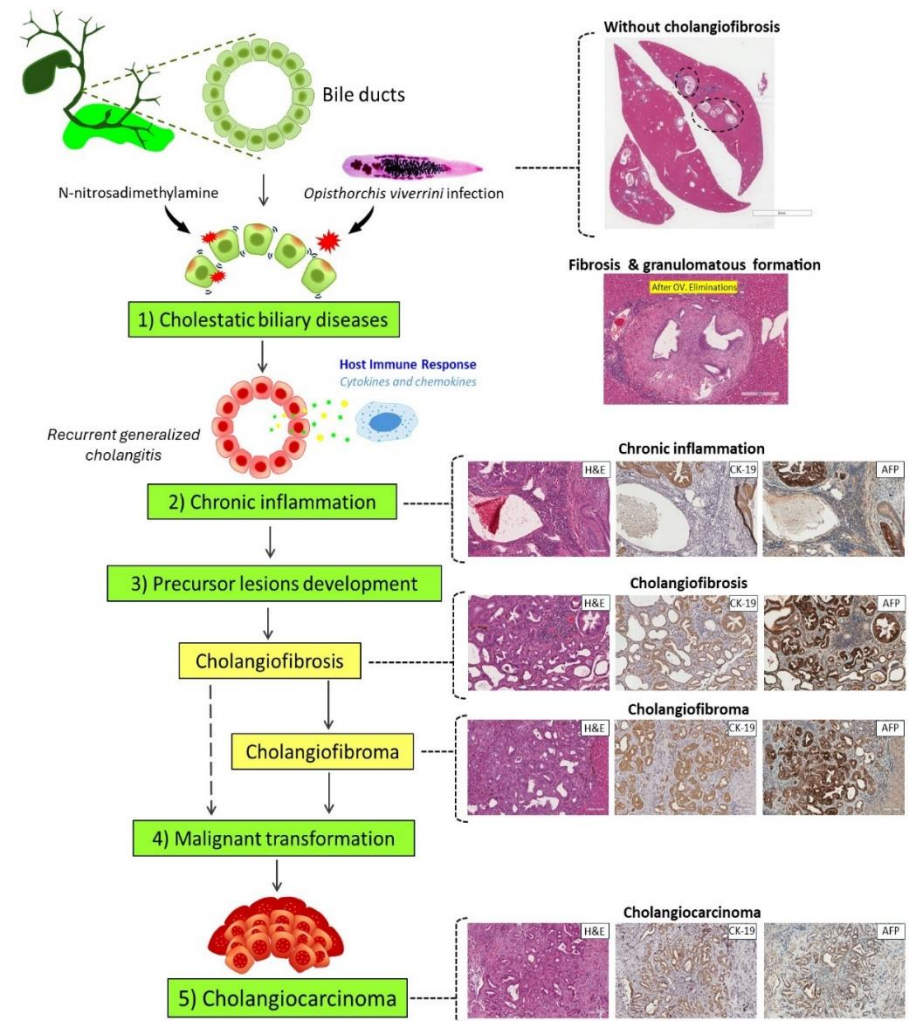 Without cholangiofibrosis
Bile ducts
N-nitrosadimethylamine
Opisthorchis viverrini infection
Fibrosis & granulomatous formation
After OV. Eliminations
1) Cholestatic biliary diseases
Host Immune Response
Cytokines and chemokines
Recurrent generalized
cholangitis
Chronic inflammation
H&E
CK-19
AFP
2) Chronic inflammation
3) Precursor lesions development
Cholangiofibrosis
H&E
CK-19
AFP
Cholangiofibrosis
Cholangiofibroma
H&E
CK-19
AFP
Cholangiofibroma
4) Malignant transformation
Cholangiocarcinoma
H&E
CK-19
AFP
5) Cholangiocarcinoma